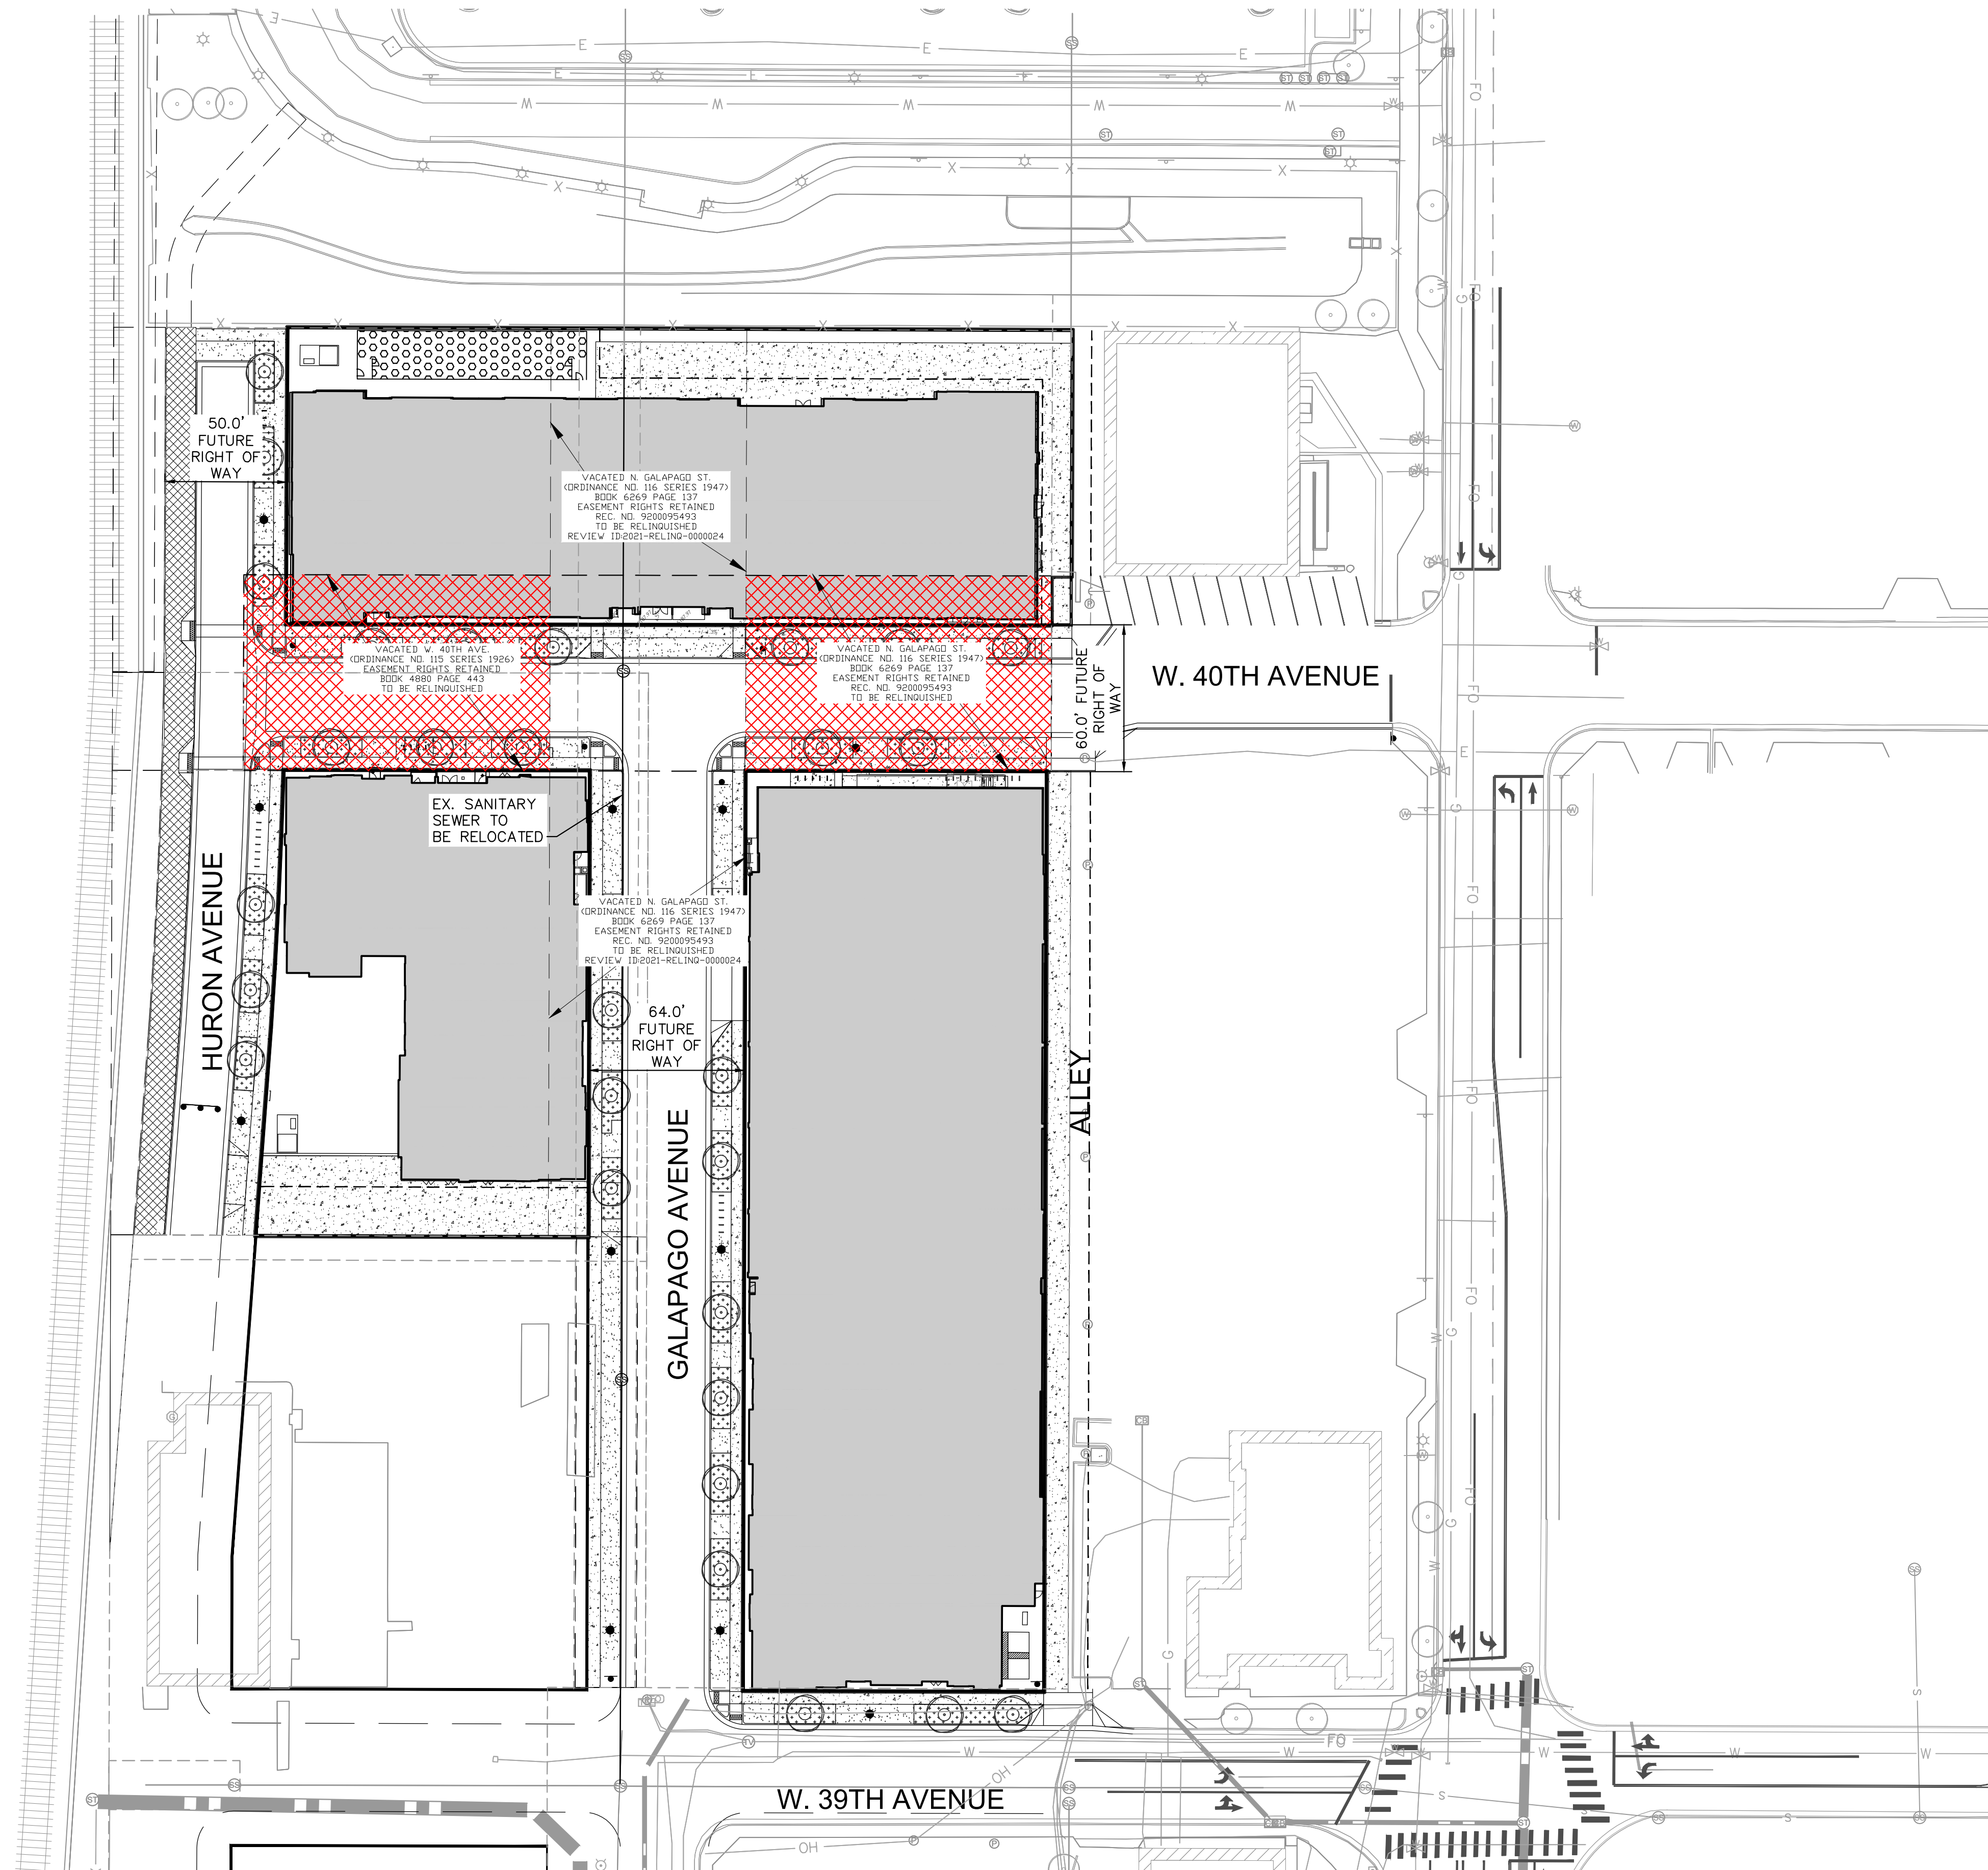 50.0'
FUTURE
RIGHT OF
WAY
VACATED N. GALAPAGO ST.
(ORDINANCE NO. 116 SERIES 1947)
BOOK 6269 PAGE 137
EASEMENT RIGHTS RETAINED
REC. NO. 9200095493
TO BE RELINQUISHED
REVIEW ID:2021-RELINQ-0000024
VACATED W. 40TH AVE.
(ORDINANCE NO. 115 SERIES 1926)
EASEMENT RIGHTS RETAINED
BOOK 4880 PAGE 443
TO BE RELINQUISHED
VACATED N. GALAPAGO ST.
(ORDINANCE NO. 116 SERIES 1947)
BOOK 6269 PAGE 137
EASEMENT RIGHTS RETAINED
REC. NO. 9200095493
TO BE RELINQUISHED
60.0' FUTURE
RIGHT OF
WAY
W. 40TH AVENUE
EX. SANITARY
SEWER TO
BE RELOCATED
HURON AVENUE
VACATED N. GALAPAGO ST.
(ORDINANCE NO. 116 SERIES 1947)
BOOK 6269 PAGE 137
EASEMENT RIGHTS RETAINED
REC. NO. 9200095493
TO BE RELINQUISHED
REVIEW ID:2021-RELINQ-0000024
64.0'
FUTURE
RIGHT OF
WAY
GALAPAGO AVENUE
ALLEY
W. 39TH AVENUE